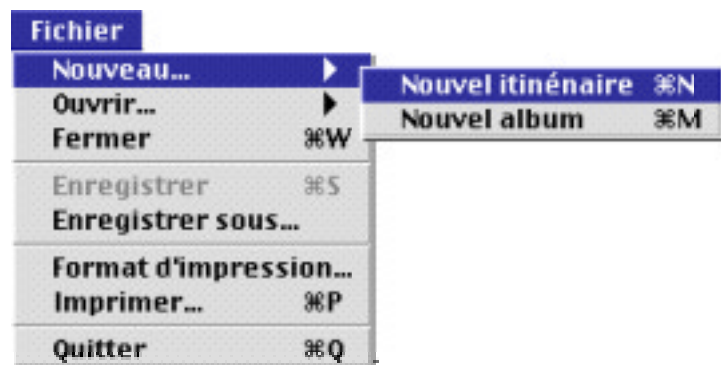 Fichier
Nouveau...
Nouvel itinénaire ⌘N
Ouvrir...
Nouvel album ⌘M
Fermer ⌘W
Enregistrer ⌘S
Enregistrer sous...
Format d'impression...
Imprimer... ⌘P
Quitter ⌘Q